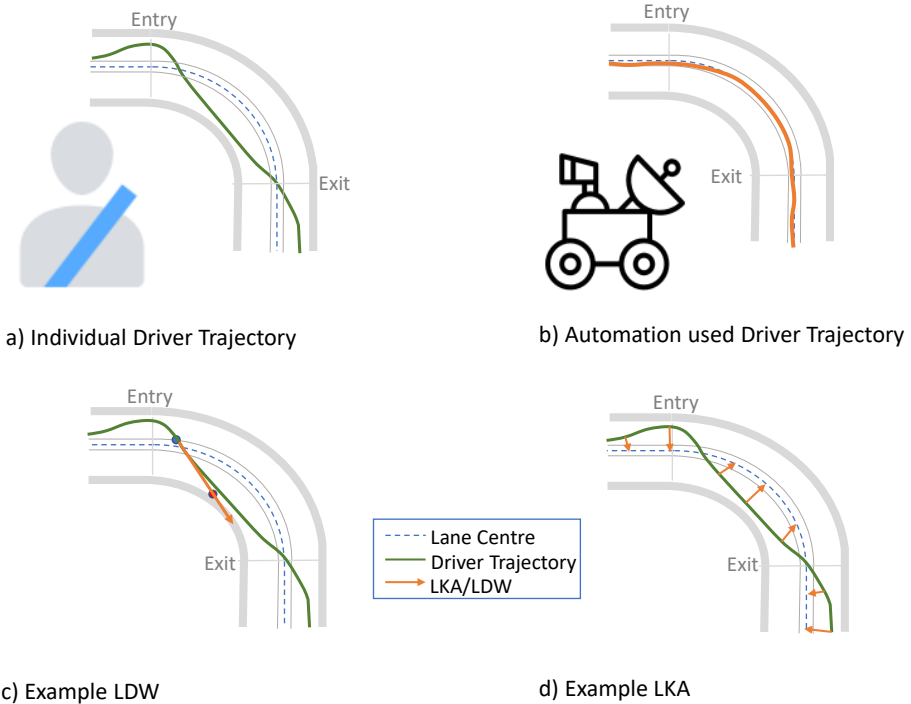 Entry
Exit
a) Individual Driver Trajectory
Entry
Exit
b) Automation used Driver Trajectory
Entry
Exit
c) Example LDW
Lane Centre
Driver Trajectory
LKA/LDW
Entry
Exit
d) Example LKA